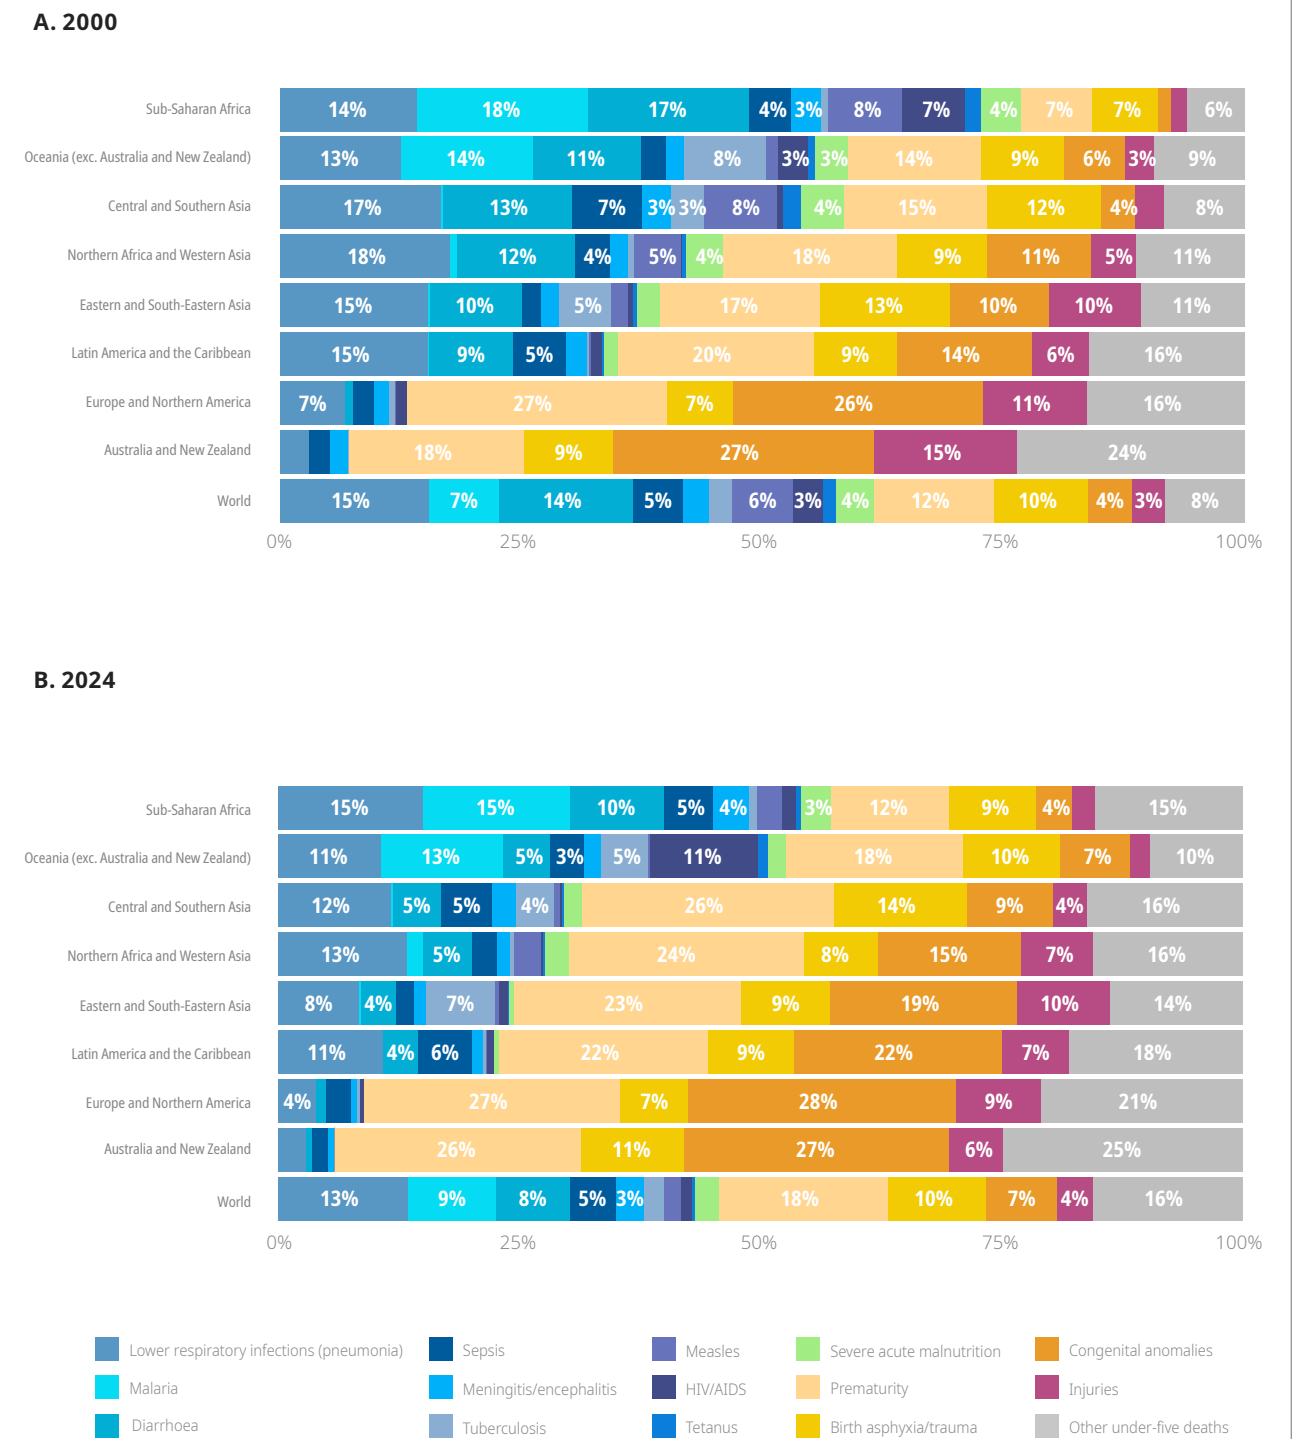 A. 2000
Sub-Saharan Africa 14% 18% 17% 4% 3% 8% 7% 4% 7% 7% 6%
Oceania (exc. Australia and New Zealand) 13% 14% 11% 8% 3% 3% 14% 9% 6% 3% 9%
Central and Southern Asia 17% 13% 7% 3% 3% 8% 4% 15% 12% 4% 8%
Northern Africa and Western Asia 18% 12% 4% 5% 4% 18% 9% 11% 5% 11%
Eastern and South-Eastern Asia 15% 10% 5% 17% 13% 10% 10% 11%
Latin America and the Caribbean 15% 9% 5% 20% 9% 14% 6% 16%
Europe and Northern America 7% 27% 7% 26% 11% 16%
Australia and New Zealand 18% 9% 27% 15% 24%
World 15% 7% 14% 5% 6% 3% 4% 12% 10% 4% 3% 8%
0% 25% 50% 75% 100%
B. 2024
Sub-Saharan Africa 15% 15% 10% 5% 4% 3% 12% 9% 4% 15%
Oceania (exc. Australia and New Zealand) 11% 13% 5% 3% 5% 11% 18% 10% 7% 10%
Central and Southern Asia 12% 5% 5% 4% 26% 14% 9% 4% 16%
Northern Africa and Western Asia 13% 5% 24% 8% 15% 7% 16%
Eastern and South-Eastern Asia 8% 4% 7% 23% 9% 19% 10% 14%
Latin America and the Caribbean 11% 4% 6% 22% 9% 22% 7% 18%
Europe and Northern America 4% 27% 7% 28% 9% 21%
Australia and New Zealand 26% 11% 27% 6% 25%
World 13% 9% 8% 5% 3% 18% 10% 7% 4% 16%
0% 25% 50% 75% 100%
Lower respiratory infections (pneumonia) Sepsis Measles Severe acute malnutrition Congenital anomalies
Malaria Meningitis/encephalitis HIV/AIDS Prematurity Injuries
Diarrhoea Tuberculosis Tetanus Birth asphyxia/trauma Other under-five deaths